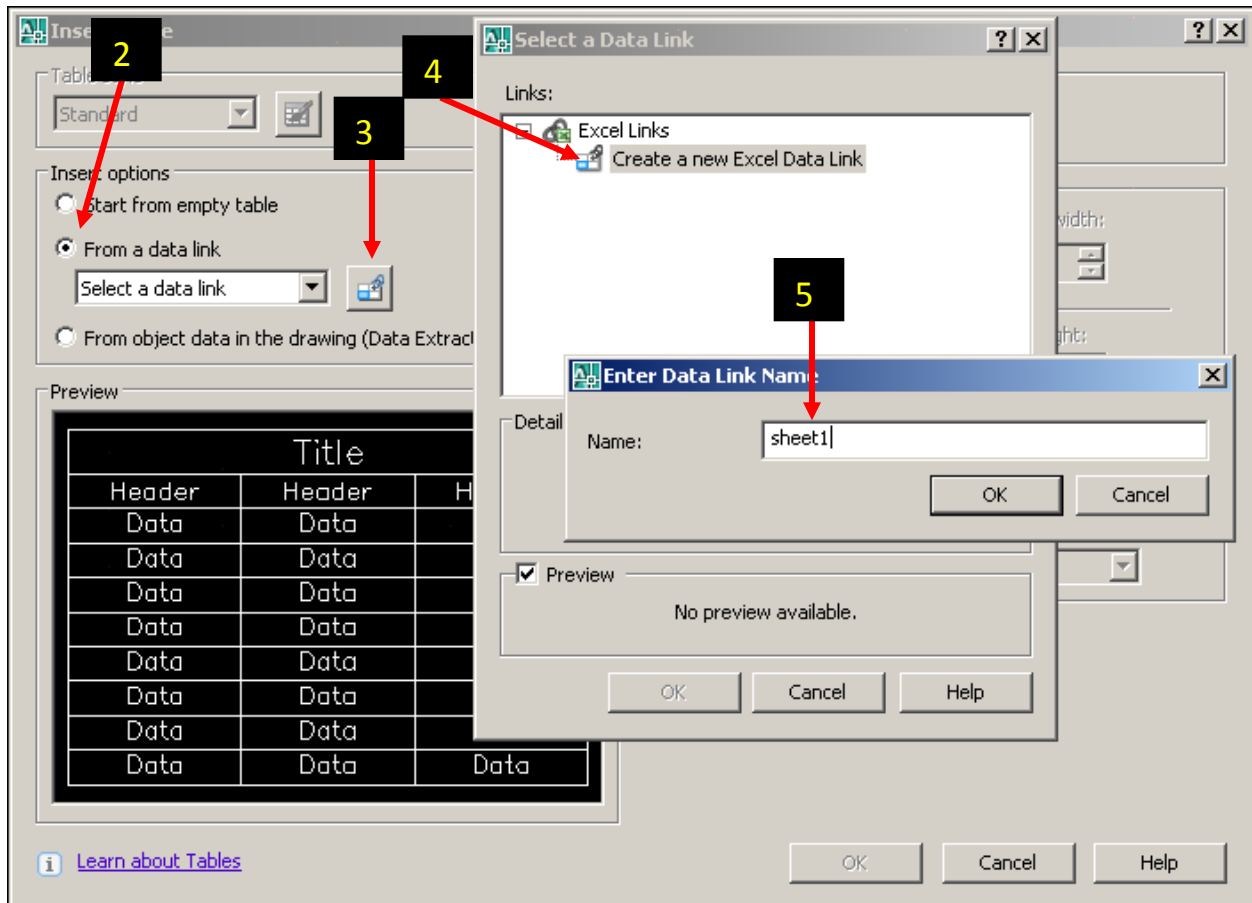 2
Standard
3
Insert options
Start from empty table
From a data link
Select a data link
From object data in the drawing (Data
Preview
Title
Header Header H
Data Data
Data Data
Data Data
Data Data
Data Data
Data Data
Data Data
Data Data Data
Learn about Tables
4
Select a Data Link
Links:
Excel Links
Create a new Excel Data Link
Detail
Preview
No preview available.
OK Cancel Help
5
Enter Data Link Name
Name: sheet1
OK Cancel
OK Cancel Help